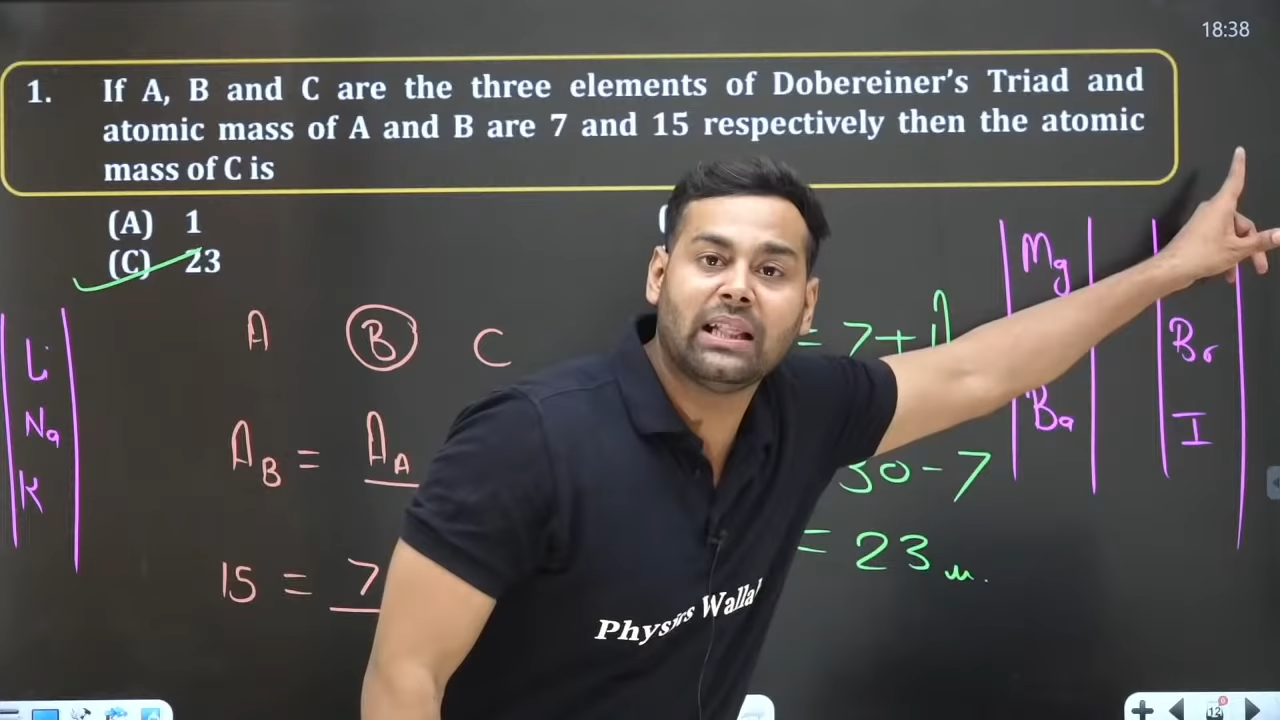 18:38
1. If A, B and C are the three elements of Dobereiner's Triad and
atomic mass of A and B are 7 and 15 respectively then the atomic
mass of C is
(A) 1
(C) 23
A B C
= 7 +
Li
Na
K
A_B = A_A
30 - 7
15 = 7
= 23 u.
Mg
Ba
Br
I
Physics Walla
12